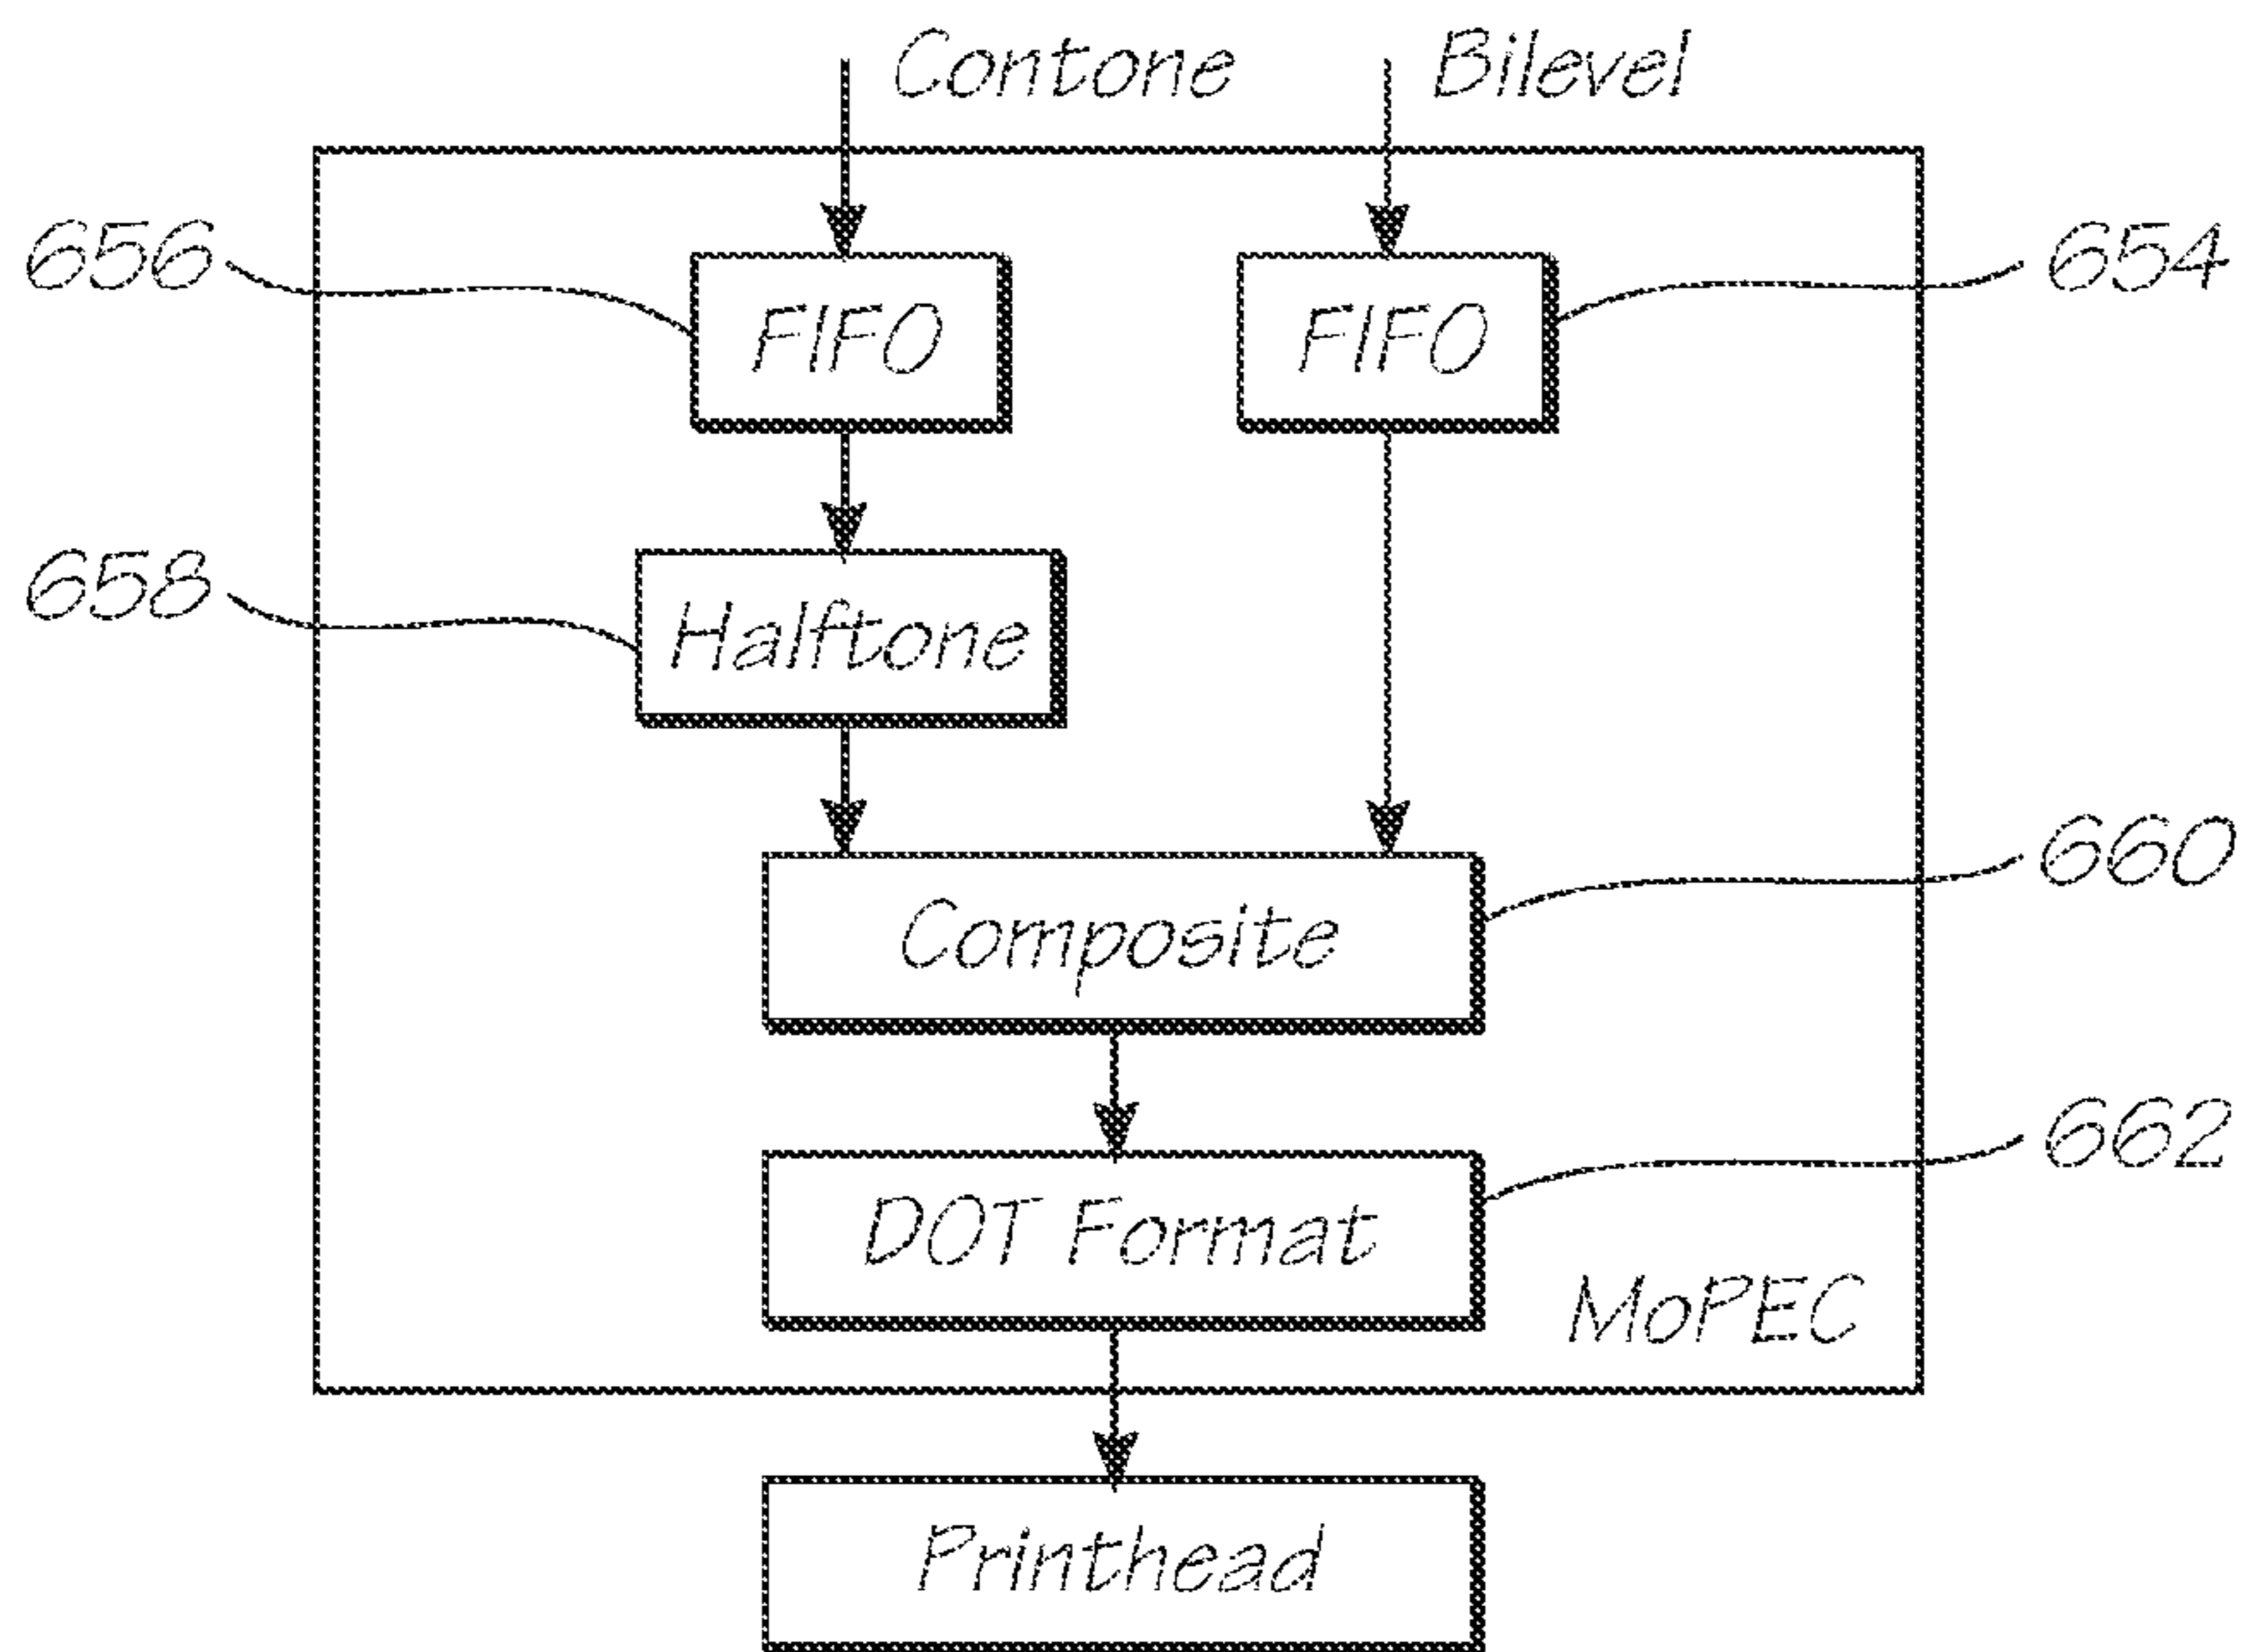 Contone Bilevel
656 FIFO FIFO 654
658 Halftone
Composite 660
DOT Format 662
MoPEC
Printhead